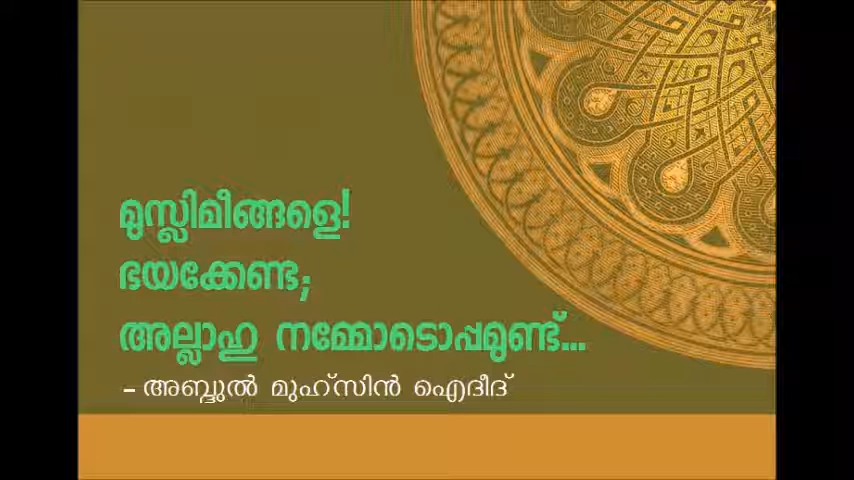 മുസ്ലിമീങ്ങളെ!
ഭയക്കേണ്ട;
അല്ലാഹു നമ്മോടൊപ്പമുണ്ട്...
– അബ്ദുൽ മുഹ്സിൻ ഐദീദ്